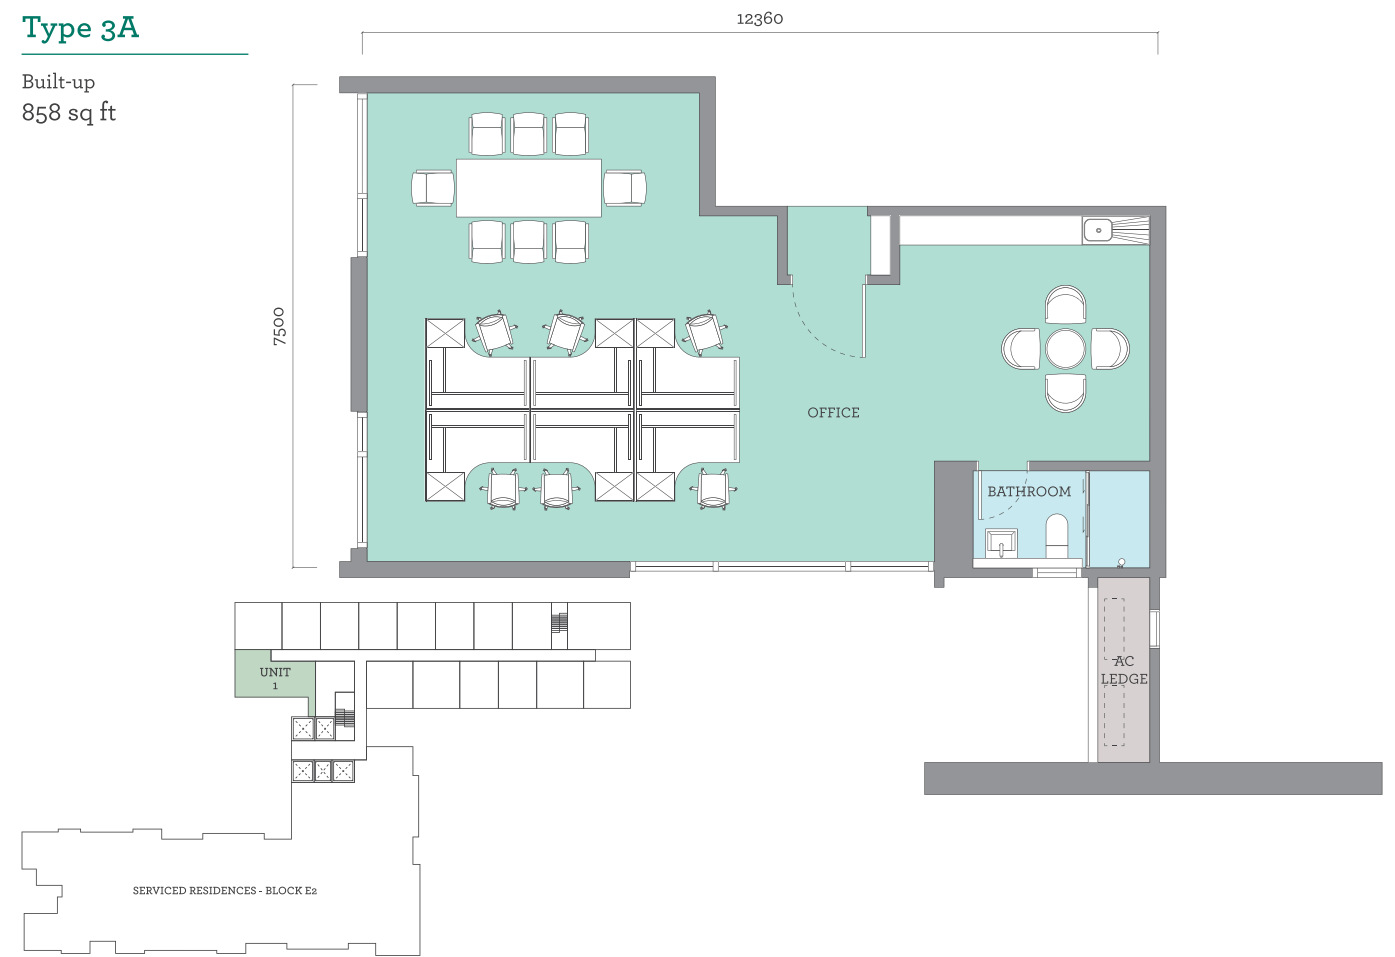 Type 3A
Built-up
858 sq ft
12360
7500
OFFICE
BATHROOM
AC
LEDGE
UNIT
1
SERVICED RESIDENCES - BLOCK E2